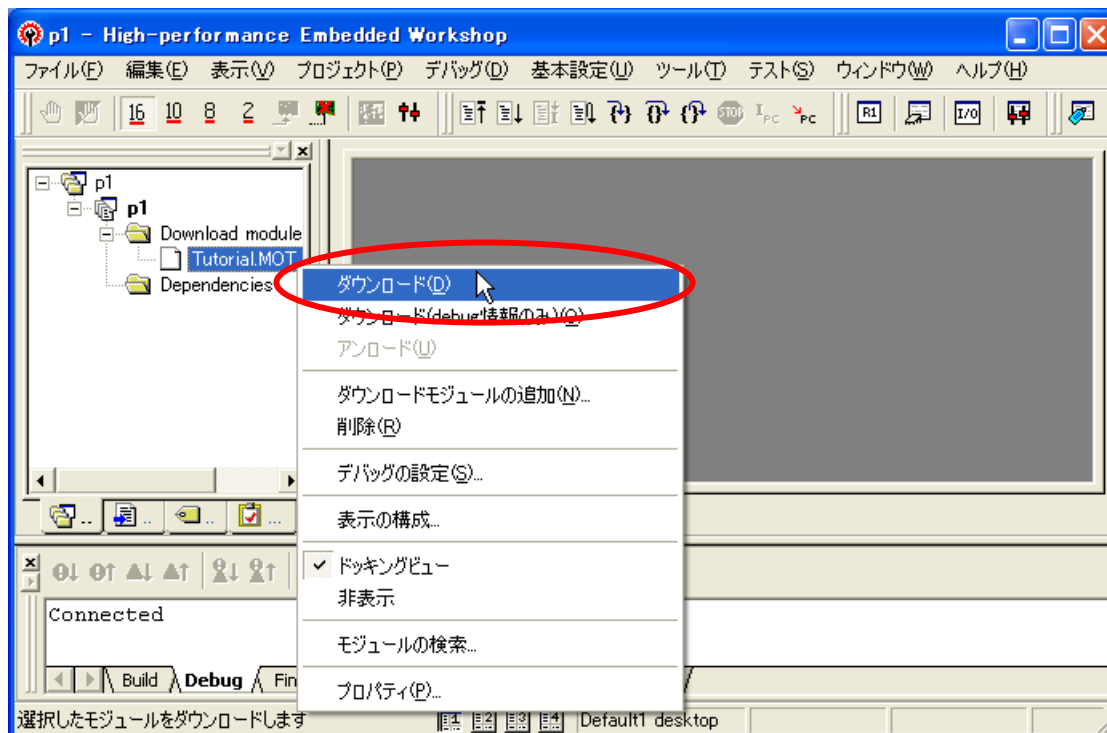 p1 - High-performance Embedded Workshop
ファイル(F) 編集(E) 表示(V) プロジェクト(P) デバッグ(D) 基本設定(U) ツール(T) テスト(S) ウィンドウ(W) ヘルプ(H)
16 10 8 2 STOP I PC PC R1 I/O
p1
p1
Download module
Tutorial.MOT
Dependencies
ダウンロード(D)
ダウンロード(debug情報のみ)(O)
アンロード(U)
ダウンロードモジュールの追加(N)...
削除(R)
デバッグの設定(S)...
表示の構成...
ドッキングビュー
非表示
モジュールの検索...
プロパティ(P)...
.. .. .. ...
Connected
Build Debug Fin
選択したモジュールをダウンロードします 1 2 3 4 Default1 desktop